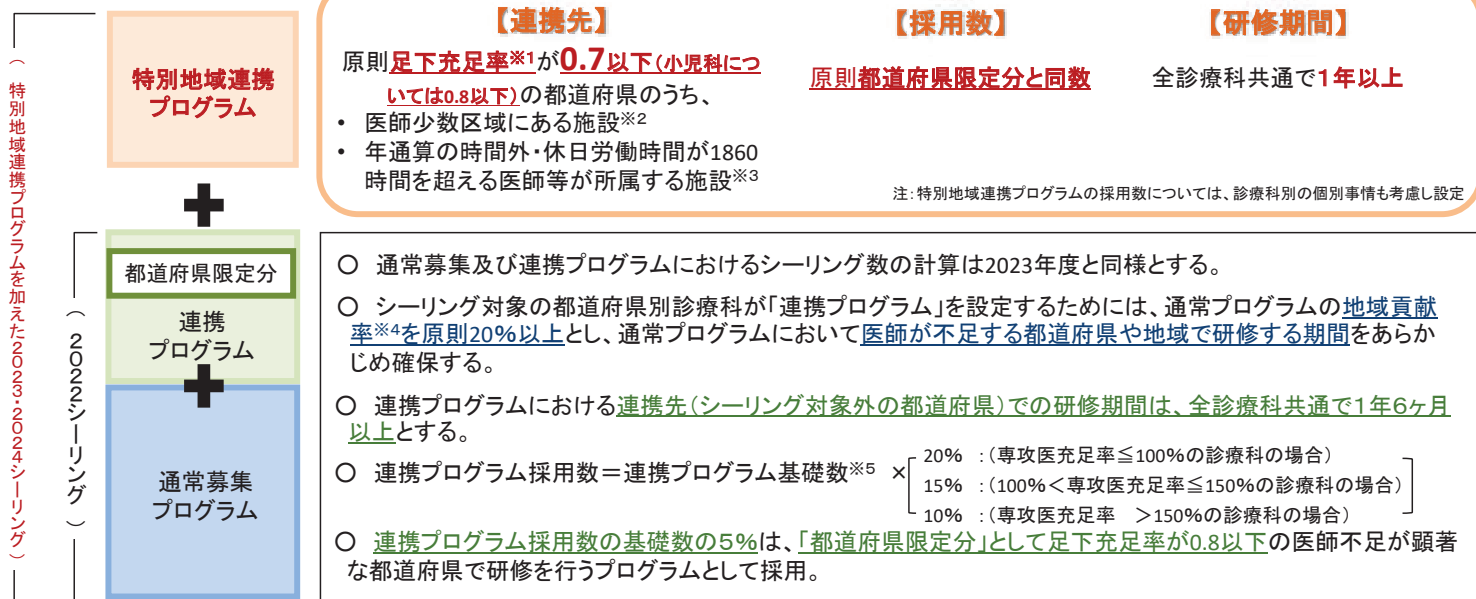 （特別地域連携プログラムを加えた2023・2024シーリング）
（2022シーリング）
特別地域連携
プログラム
都道府県限定分
連携
プログラム
通常募集
プログラム
【連携先】
原則足下充足率※1が0.7以下（小児科につ
いては0.8以下）の都道府県のうち、
・ 医師少数区域にある施設※2
・ 年通算の時間外・休日労働時間が1860
時間を超える医師等が所属する施設※3
【採用数】
原則都道府県限定分と同数
【研修期間】
全診療科共通で1年以上
注：特別地域連携プログラムの採用数については、診療科別の個別事情も考慮し設定
○ 通常募集及び連携プログラムにおけるシーリング数の計算は2023年度と同様とする。
○ シーリング対象の都道府県別診療科が「連携プログラム」を設定するためには、通常プログラムの地域貢献
率※4を原則20％以上とし、通常プログラムにおいて医師が不足する都道府県や地域で研修する期間をあらか
じめ確保する。
○ 連携プログラムにおける連携先（シーリング対象外の都道府県）での研修期間は、全診療科共通で1年6ヶ月
以上とする。
○ 連携プログラム採用数＝連携プログラム基礎数※5 ×
20% ：（専攻医充足率≦100%の診療科の場合）
15% ：（100%＜専攻医充足率≦150%の診療科の場合）
10% ：（専攻医充足率 ＞150%の診療科の場合）
○ 連携プログラム採用数の基礎数の5％は、「都道府県限定分」として足下充足率が0.8以下の医師不足が顕著
な都道府県で研修を行うプログラムとして採用。